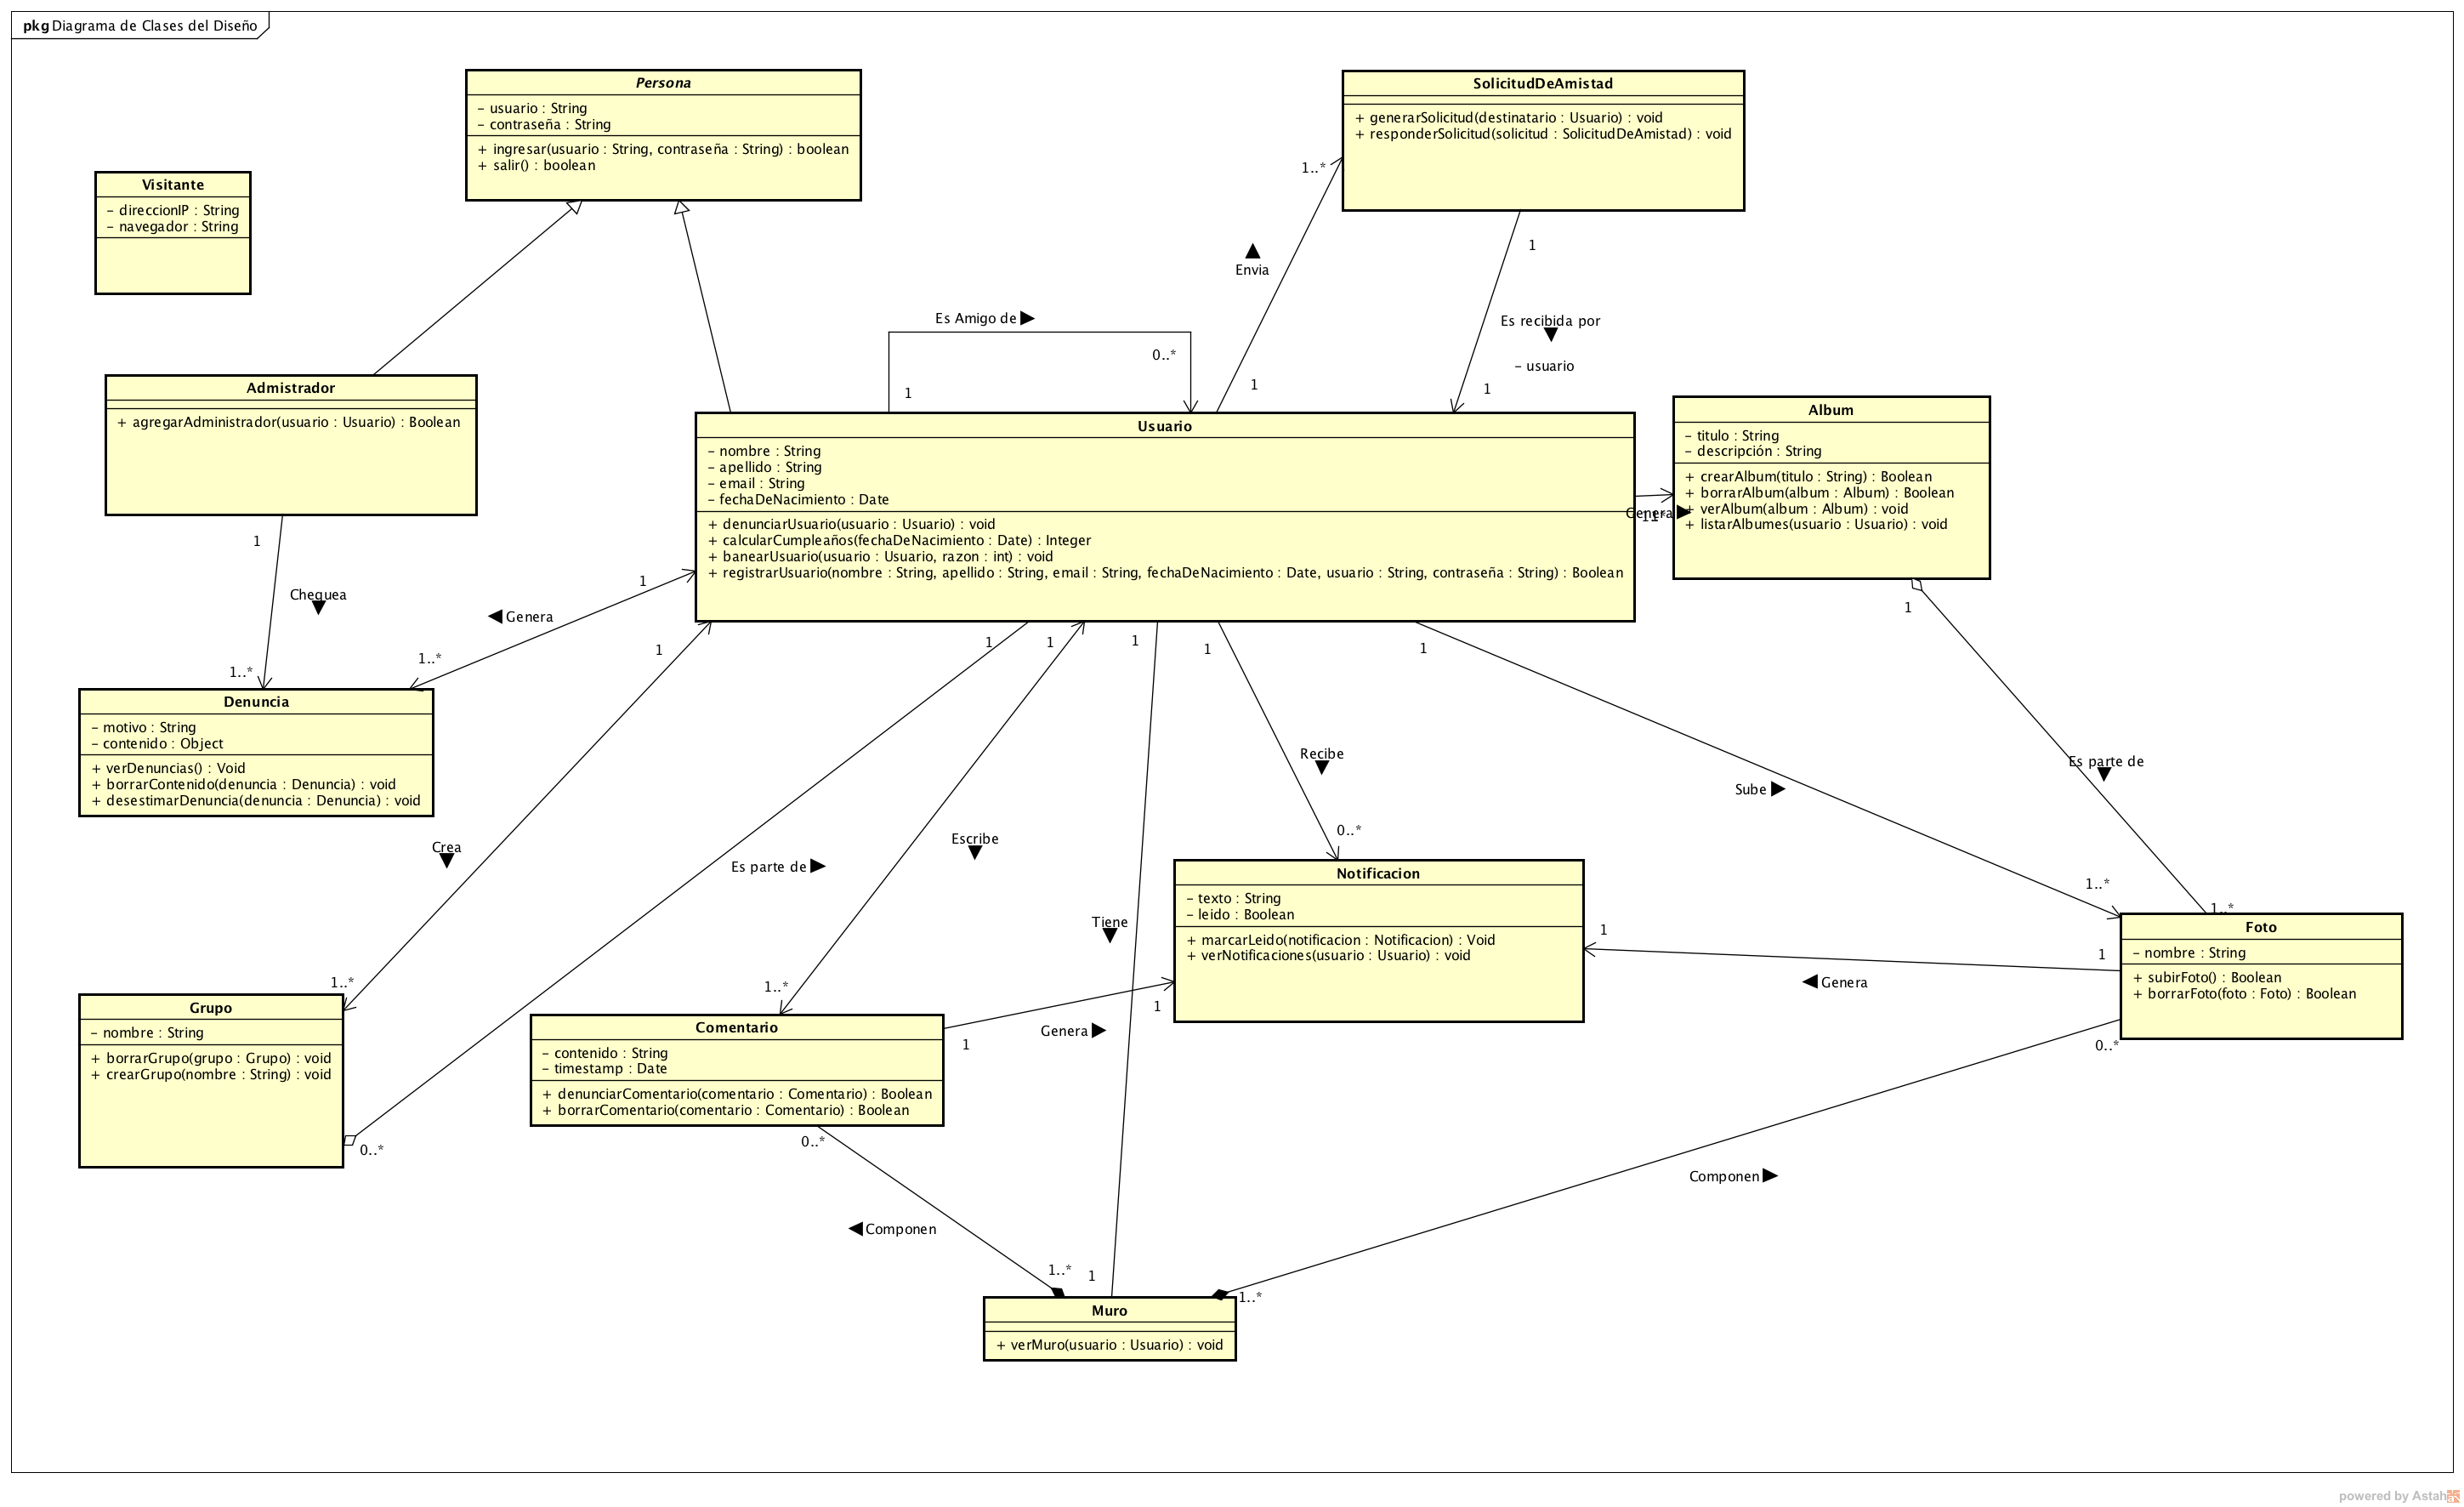 pkg Diagrama de Clases del Diseño
Persona
- usuario : String
- contraseña : String
+ ingresar(usuario : String, contraseña : String) : boolean
+ salir() : boolean
SolicitudDeAmistad
+ generarSolicitud(destinatario : Usuario) : void
+ responderSolicitud(solicitud : SolicitudDeAmistad) : void
Visitante
- direccionIP : String
- navegador : String
1..*
1
Envia
Es Amigo de
Es recibida por
0..*
- usuario
1
1
1
Admistrador
+ agregarAdministrador(usuario : Usuario) : Boolean
Usuario
- nombre : String
- apellido : String
- email : String
- fechaDeNacimiento : Date
+ denunciarUsuario(usuario : Usuario) : void
+ calcularCumpleaños(fechaDeNacimiento : Date) : Integer
+ banearUsuario(usuario : Usuario, razon : int) : void
+ registrarUsuario(nombre : String, apellido : String, email : String, fechaDeNacimiento : Date, usuario : String, contraseña : String) : Boolean
Genera
Album
- titulo : String
- descripción : String
+ crearAlbum(titulo : String) : Boolean
+ borrarAlbum(album : Album) : Boolean
+ verAlbum(album : Album) : void
+ listarAlbumes(usuario : Usuario) : void
1
Chequea
1
Genera
1..*
1..*
1
1
1
1
1
1
1
Denuncia
- motivo : String
- contenido : Object
+ verDenuncias() : Void
+ borrarContenido(denuncia : Denuncia) : void
+ desestimarDenuncia(denuncia : Denuncia) : void
Recibe
Es parte de
Sube
Crea
Es parte de
Escribe
0..*
Tiene
1..*
1..*
1..*
1..*
Notificacion
- texto : String
- leido : Boolean
+ marcarLeido(notificacion : Notificacion) : Void
+ verNotificaciones(usuario : Usuario) : void
1
1
Genera
Foto
- nombre : String
+ subirFoto() : Boolean
+ borrarFoto(foto : Foto) : Boolean
Grupo
- nombre : String
+ borrarGrupo(grupo : Grupo) : void
+ crearGrupo(nombre : String) : void
0..*
Comentario
- contenido : String
- timestamp : Date
+ denunciarComentario(comentario : Comentario) : Boolean
+ borrarComentario(comentario : Comentario) : Boolean
1
Genera
1
0..*
0..*
Componen
Componen
1..*
1
1..*
Muro
+ verMuro(usuario : Usuario) : void
powered by Astah